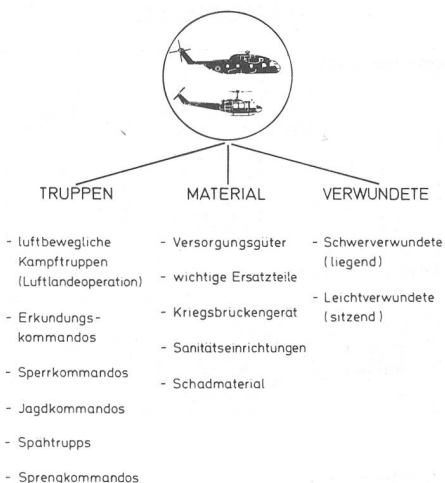 TRUPPEN
- luftbewegliche
Kampftruppen
(Luftlandeoperation)
- Erkundungs-
kommandos
- Sperrkommandos
- Jagdkommandos
- Spähtrupps
- Sprengkommandos
MATERIAL
- Versorgungsgüter
- wichtige Ersatzteile
- Kriegsbrückengerät
- Sanitätseinrichtungen
- Schadmaterial
VERWUNDETE
- Schwerverwundete
(liegend)
- Leichtverwundete
(sitzend)